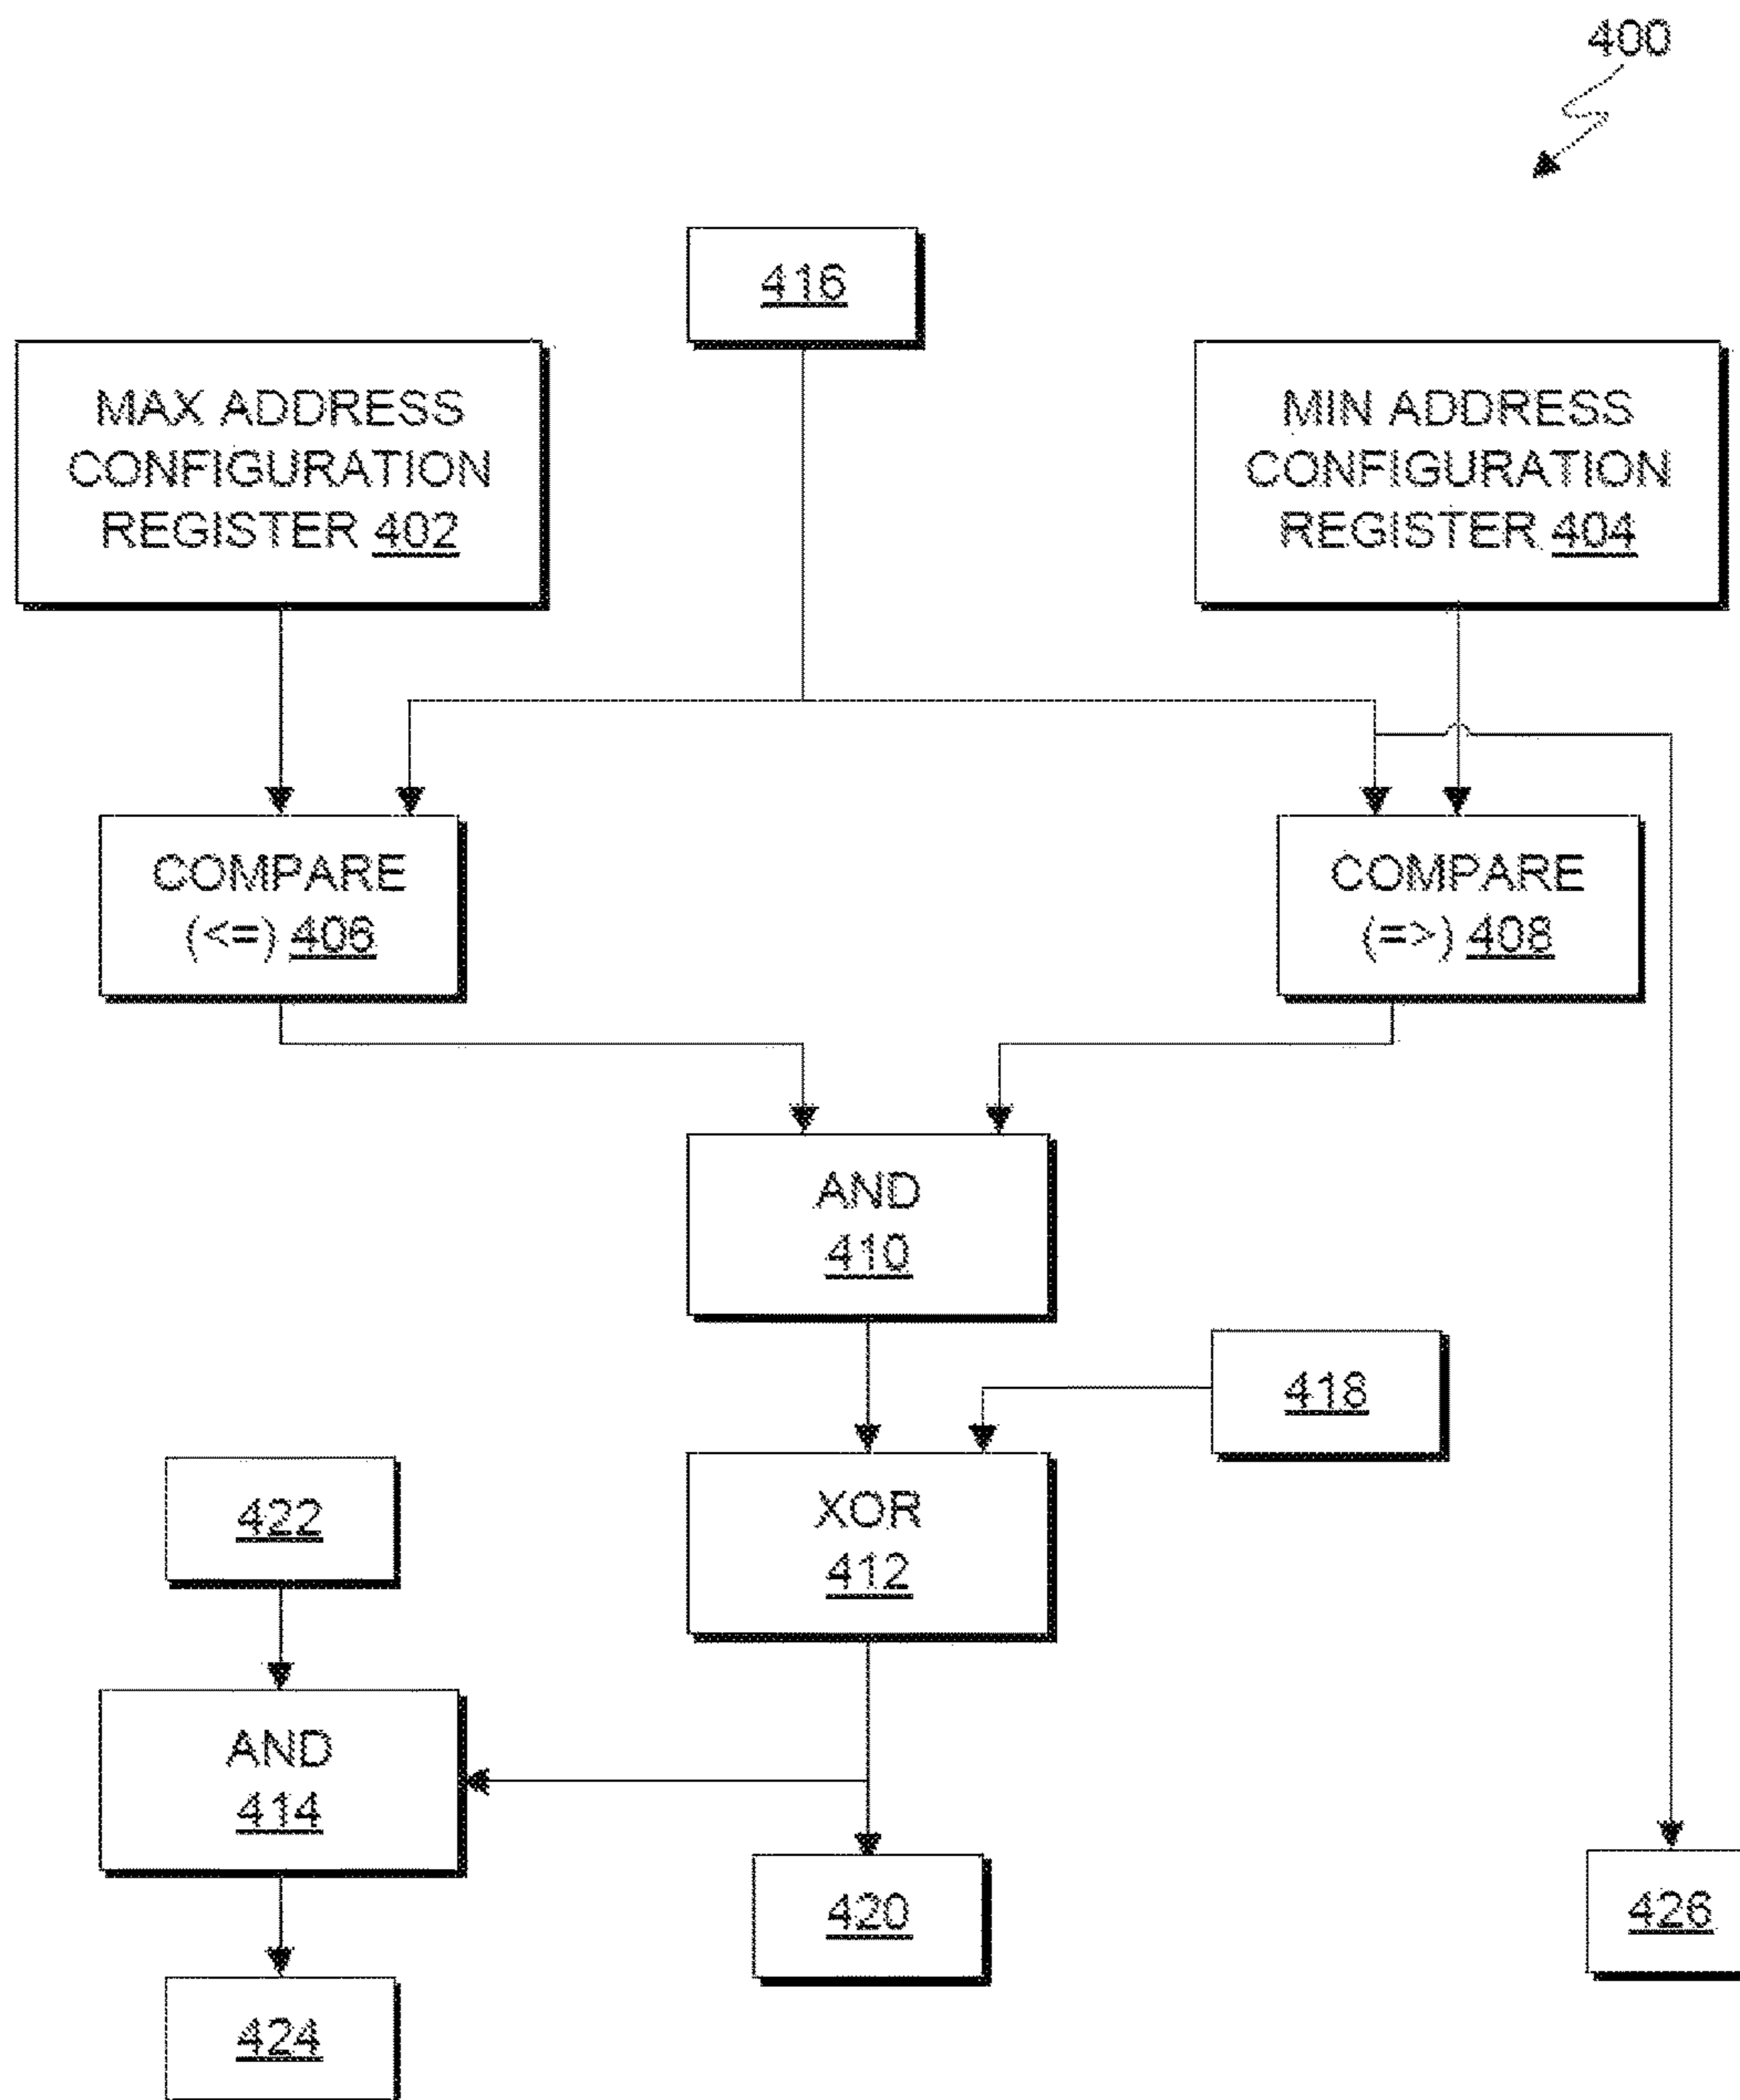 400
416
MAX ADDRESS
CONFIGURATION
REGISTER 402
MIN ADDRESS
CONFIGURATION
REGISTER 404
COMPARE
(<=) 406
COMPARE
(=>) 408
AND
410
418
422
XOR
412
AND
414
420
426
424